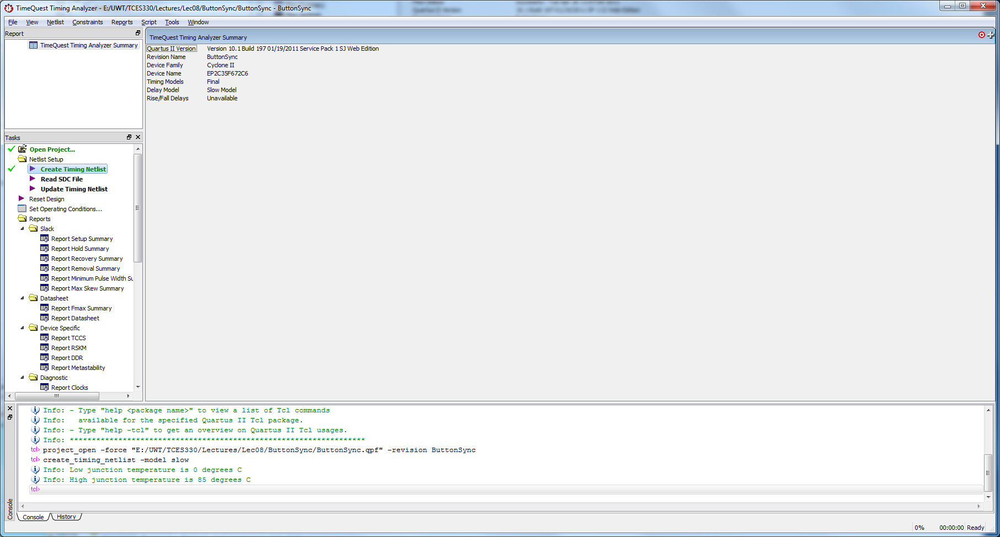 TimeQuest Timing Analyzer - E:/UWT/TCES330/Lectures/Lec08/ButtonSync/ButtonSync - ButtonSync
File View Netlist Constraints Reports Script Tools Window
Report
TimeQuest Timing Analyzer Summary
TimeQuest Timing Analyzer Summary
Quartus II Version Version 10.1 Build 197 01/19/2011 Service Pack 1 SJ Web Edition
Revision Name ButtonSync
Device Family Cyclone II
Device Name EP2C35F672C6
Timing Models Final
Delay Model Slow Model
Rise/Fall Delays Unavailable
Tasks
Open Project...
Netlist Setup
Create Timing Netlist
Read SDC File
Update Timing Netlist
Reset Design
Set Operating Conditions...
Reports
Slack
Report Setup Summary
Report Hold Summary
Report Recovery Summary
Report Removal Summary
Report Minimum Pulse Width Su
Report Max Skew Summary
Datasheet
Report Fmax Summary
Report Datasheet
Device Specific
Report TCCS
Report RSKM
Report DDR
Report Metastability
Diagnostic
Report Clocks
Info: - Type "help <package name>" to view a list of Tcl commands
Info: available for the specified Quartus II Tcl package.
Info: - Type "help -tcl" to get an overview on Quartus II Tcl usages.
Info: *******************************************************************
tcl> project_open -force "E:/UWT/TCES330/Lectures/Lec08/ButtonSync/ButtonSync.qpf" -revision ButtonSync
tcl> create_timing_netlist -model slow
Info: Low junction temperature is 0 degrees C
Info: High junction temperature is 85 degrees C
tcl>
Console
Console History
0% 00:00:00 Ready